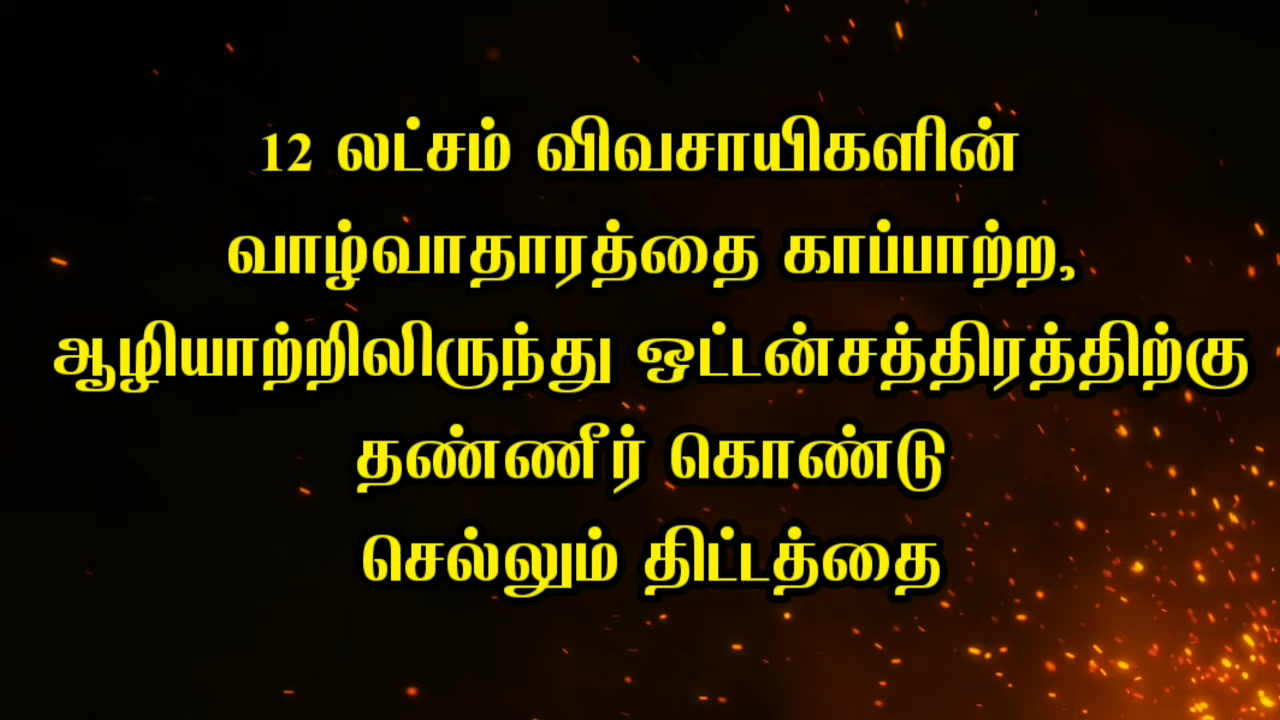 12 லட்சம் விவசாயிகளின்
வாழ்வாதாரத்தை காப்பாற்ற,
ஆழியாற்றிலிருந்து ஒட்டன்சத்திரத்திற்கு
தண்ணீர் கொண்டு
செல்லும் திட்டத்தை